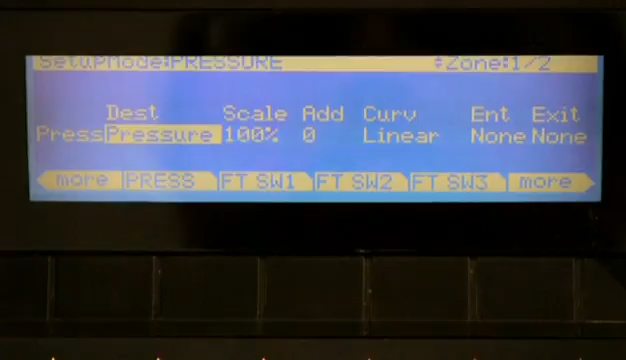 SetupMode:PRESSURE ÷Zone:1/2
Dest Scale Add Curv Ent Exit
Press Pressure 100% 0 Linear None None
more PRESS FT SW1 FT SW2 FT SW3 more